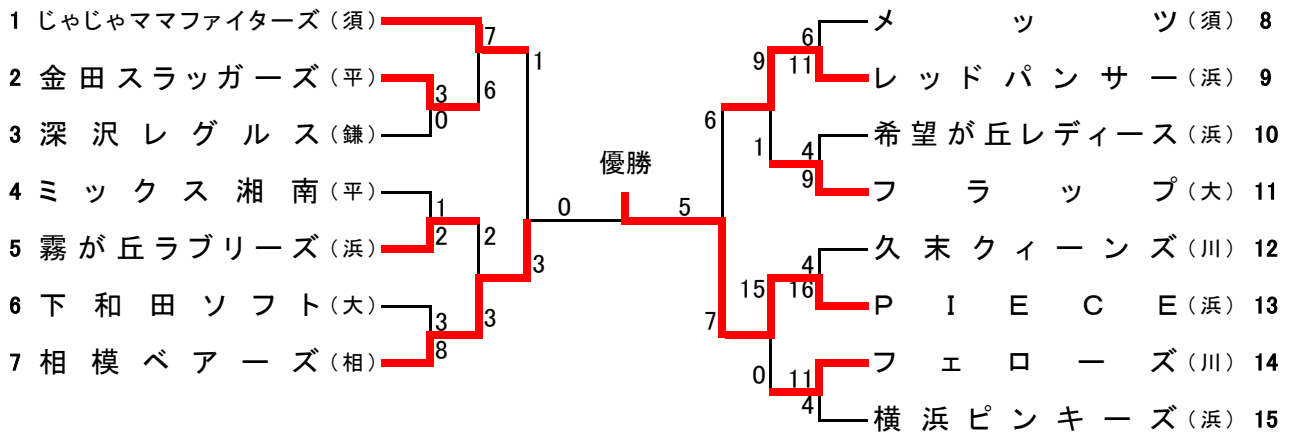 1 じゃじゃママファイターズ（須）
2 金田スラッガーズ（平）
3 深沢レグルス（鎌）
4 ミックス湘南（平）
5 霧が丘ラブリーズ（浜）
6 下和田ソフト（大）
7 相模ベアーズ（相）
7
6
3
0
1
1
2
2
3
3
3
8
0
優勝
5
メッツ（須） 8
レッドパンサー（浜） 9
希望が丘レディース（浜） 10
フラップ（大） 11
久末クィーンズ（川） 12
ＰＩＥＣＥ（浜） 13
フェローズ（川） 14
横浜ピンキーズ（浜） 15
6
11
9
6
1
4
9
4
16
15
7
0
11
4